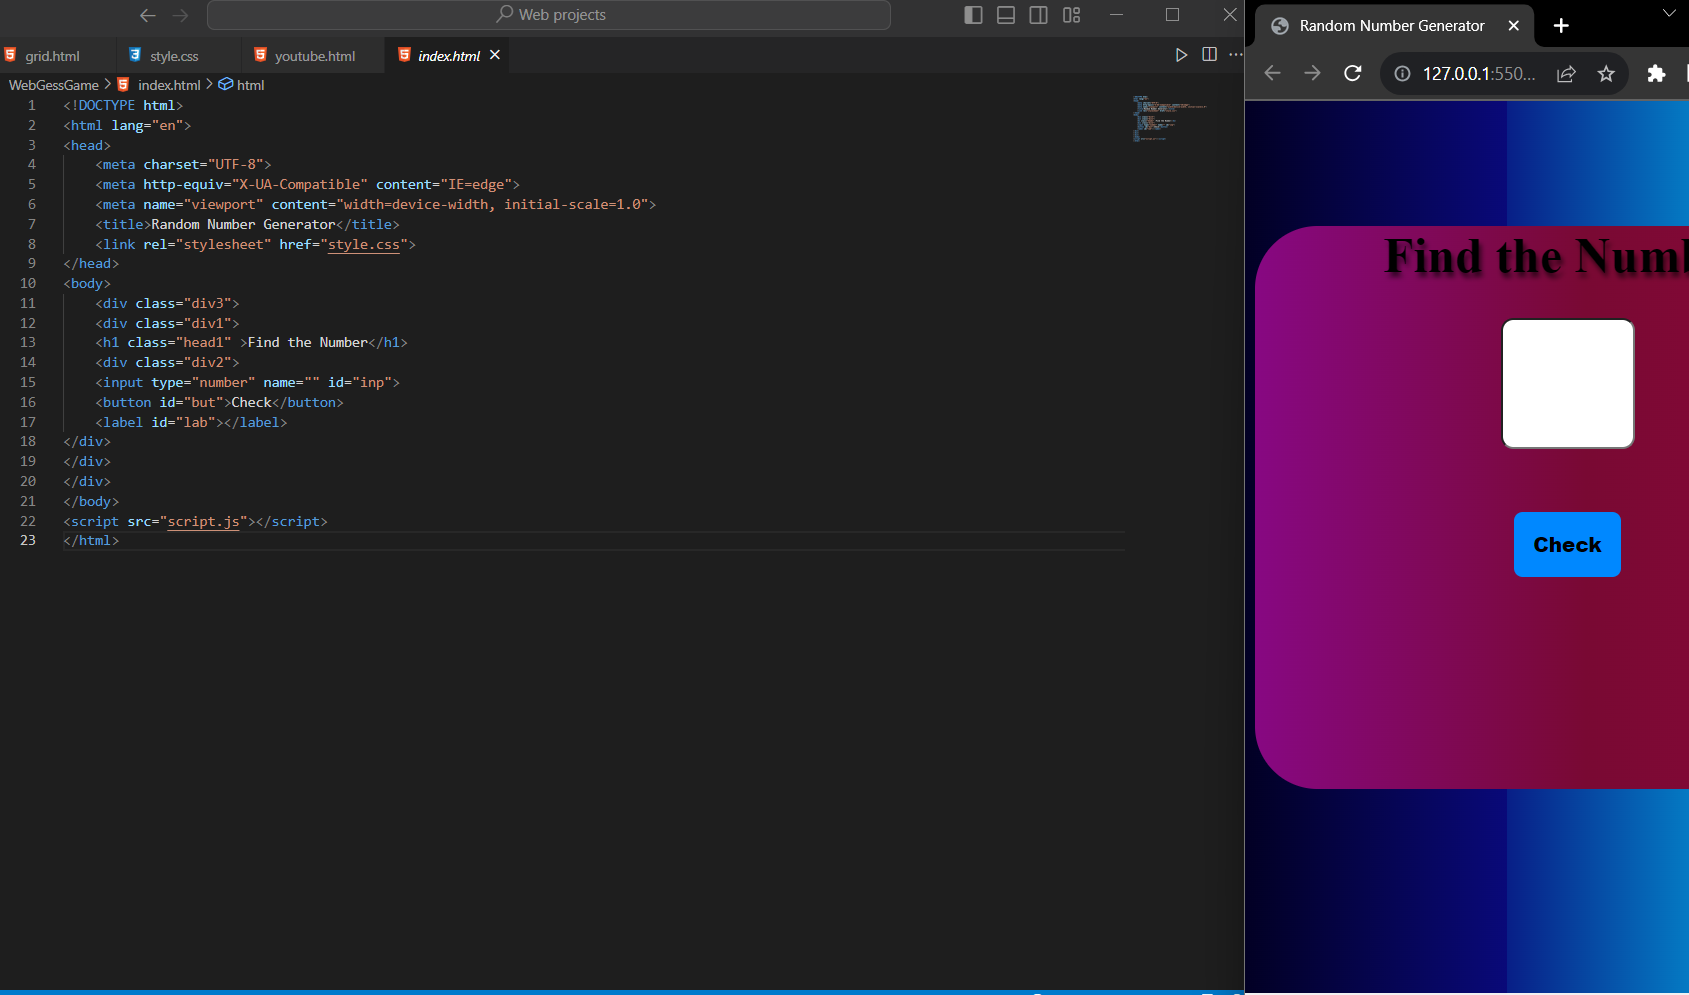 Web projects
grid.html
style.css
youtube.html
index.html
WebGessGame > index.html > html
1 <!DOCTYPE html>
2 <html lang="en">
3 <head>
4 <meta charset="UTF-8">
5 <meta http-equiv="X-UA-Compatible" content="IE=edge">
6 <meta name="viewport" content="width=device-width, initial-scale=1.0">
7 <title>Random Number Generator</title>
8 <link rel="stylesheet" href="style.css">
9 </head>
10 <body>
11 <div class="div3">
12 <div class="div1">
13 <h1 class="head1" >Find the Number</h1>
14 <div class="div2">
15 <input type="number" name="" id="inp">
16 <button id="but">Check</button>
17 <label id="lab"></label>
18 </div>
19 </div>
20 </div>
21 </body>
22 <script src="script.js"></script>
23 </html>
Random Number Generator
127.0.0.1:550...
Find the Numb
Check